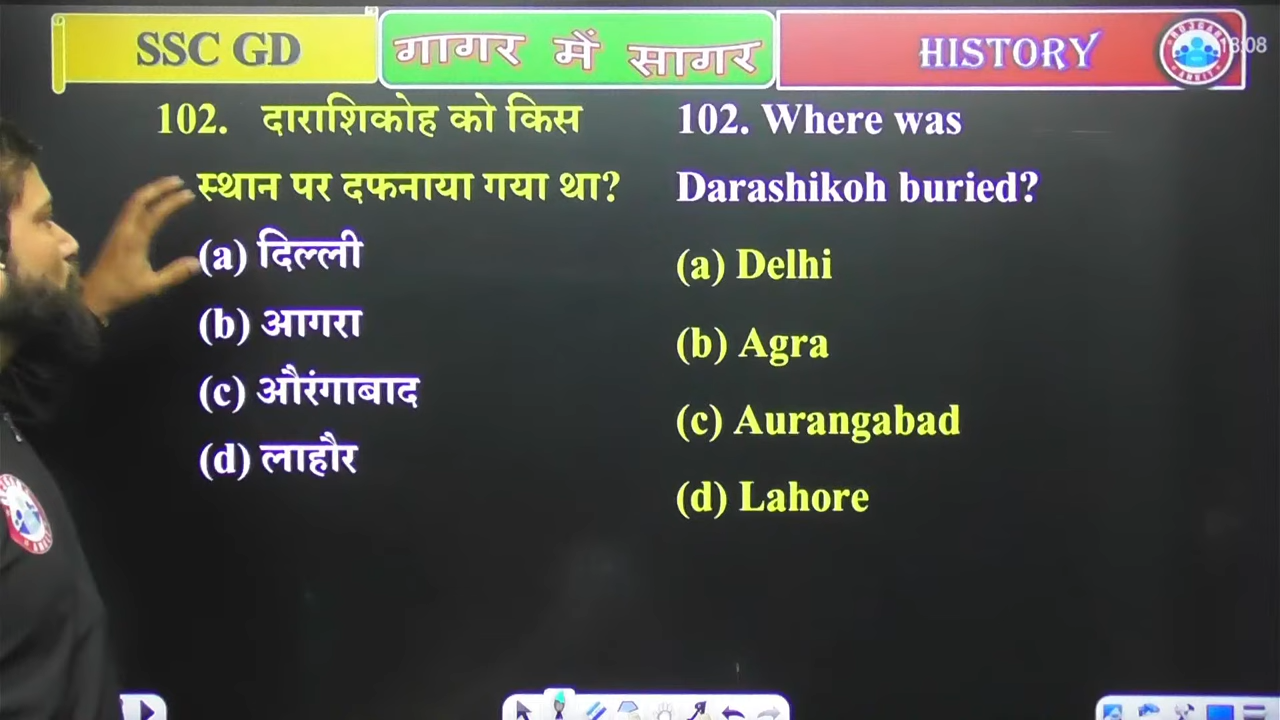 SSC GD
गागर में सागर
HISTORY
102. दाराशिकोह को किस
स्थान पर दफनाया गया था?
(a) दिल्ली
(b) आगरा
(c) औरंगाबाद
(d) लाहौर
102. Where was
Darashikoh buried?
(a) Delhi
(b) Agra
(c) Aurangabad
(d) Lahore